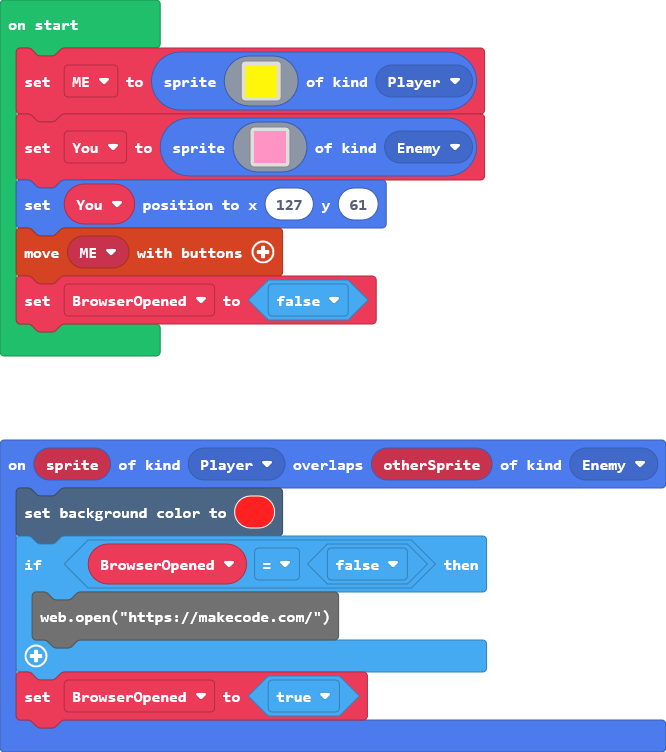 on start
set ME to sprite of kind Player
set You to sprite of kind Enemy
set You position to x 127 y 61
move ME with buttons
set BrowserOpened to false
on sprite of kind Player overlaps otherSprite of kind Enemy
set background color to
if BrowserOpened = false then
web.open("https://makecode.com/")
set BrowserOpened to true